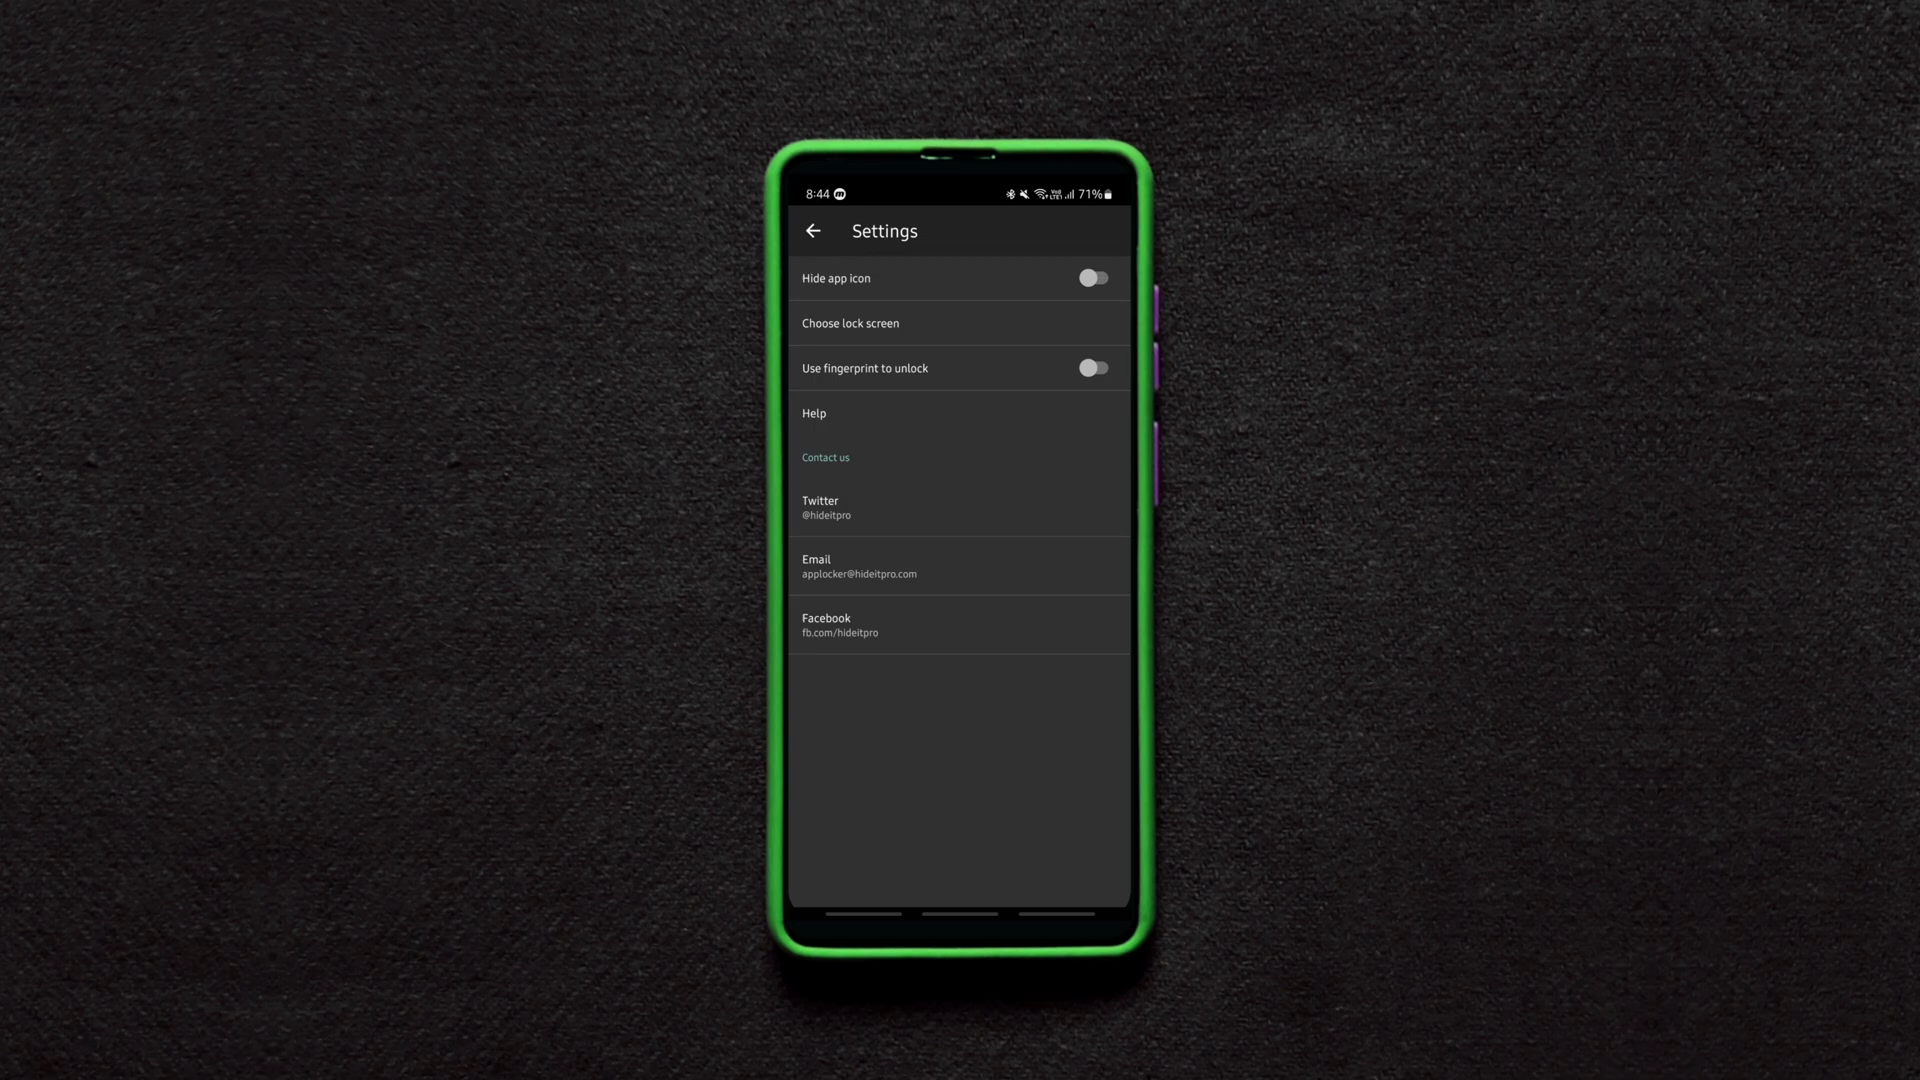 8:44 71%
Settings
Hide app icon
Choose lock screen
Use fingerprint to unlock
Help
Contact us
Twitter
@hideitpro
Email
applocker@hideitpro.com
Facebook
fb.com/hideitpro